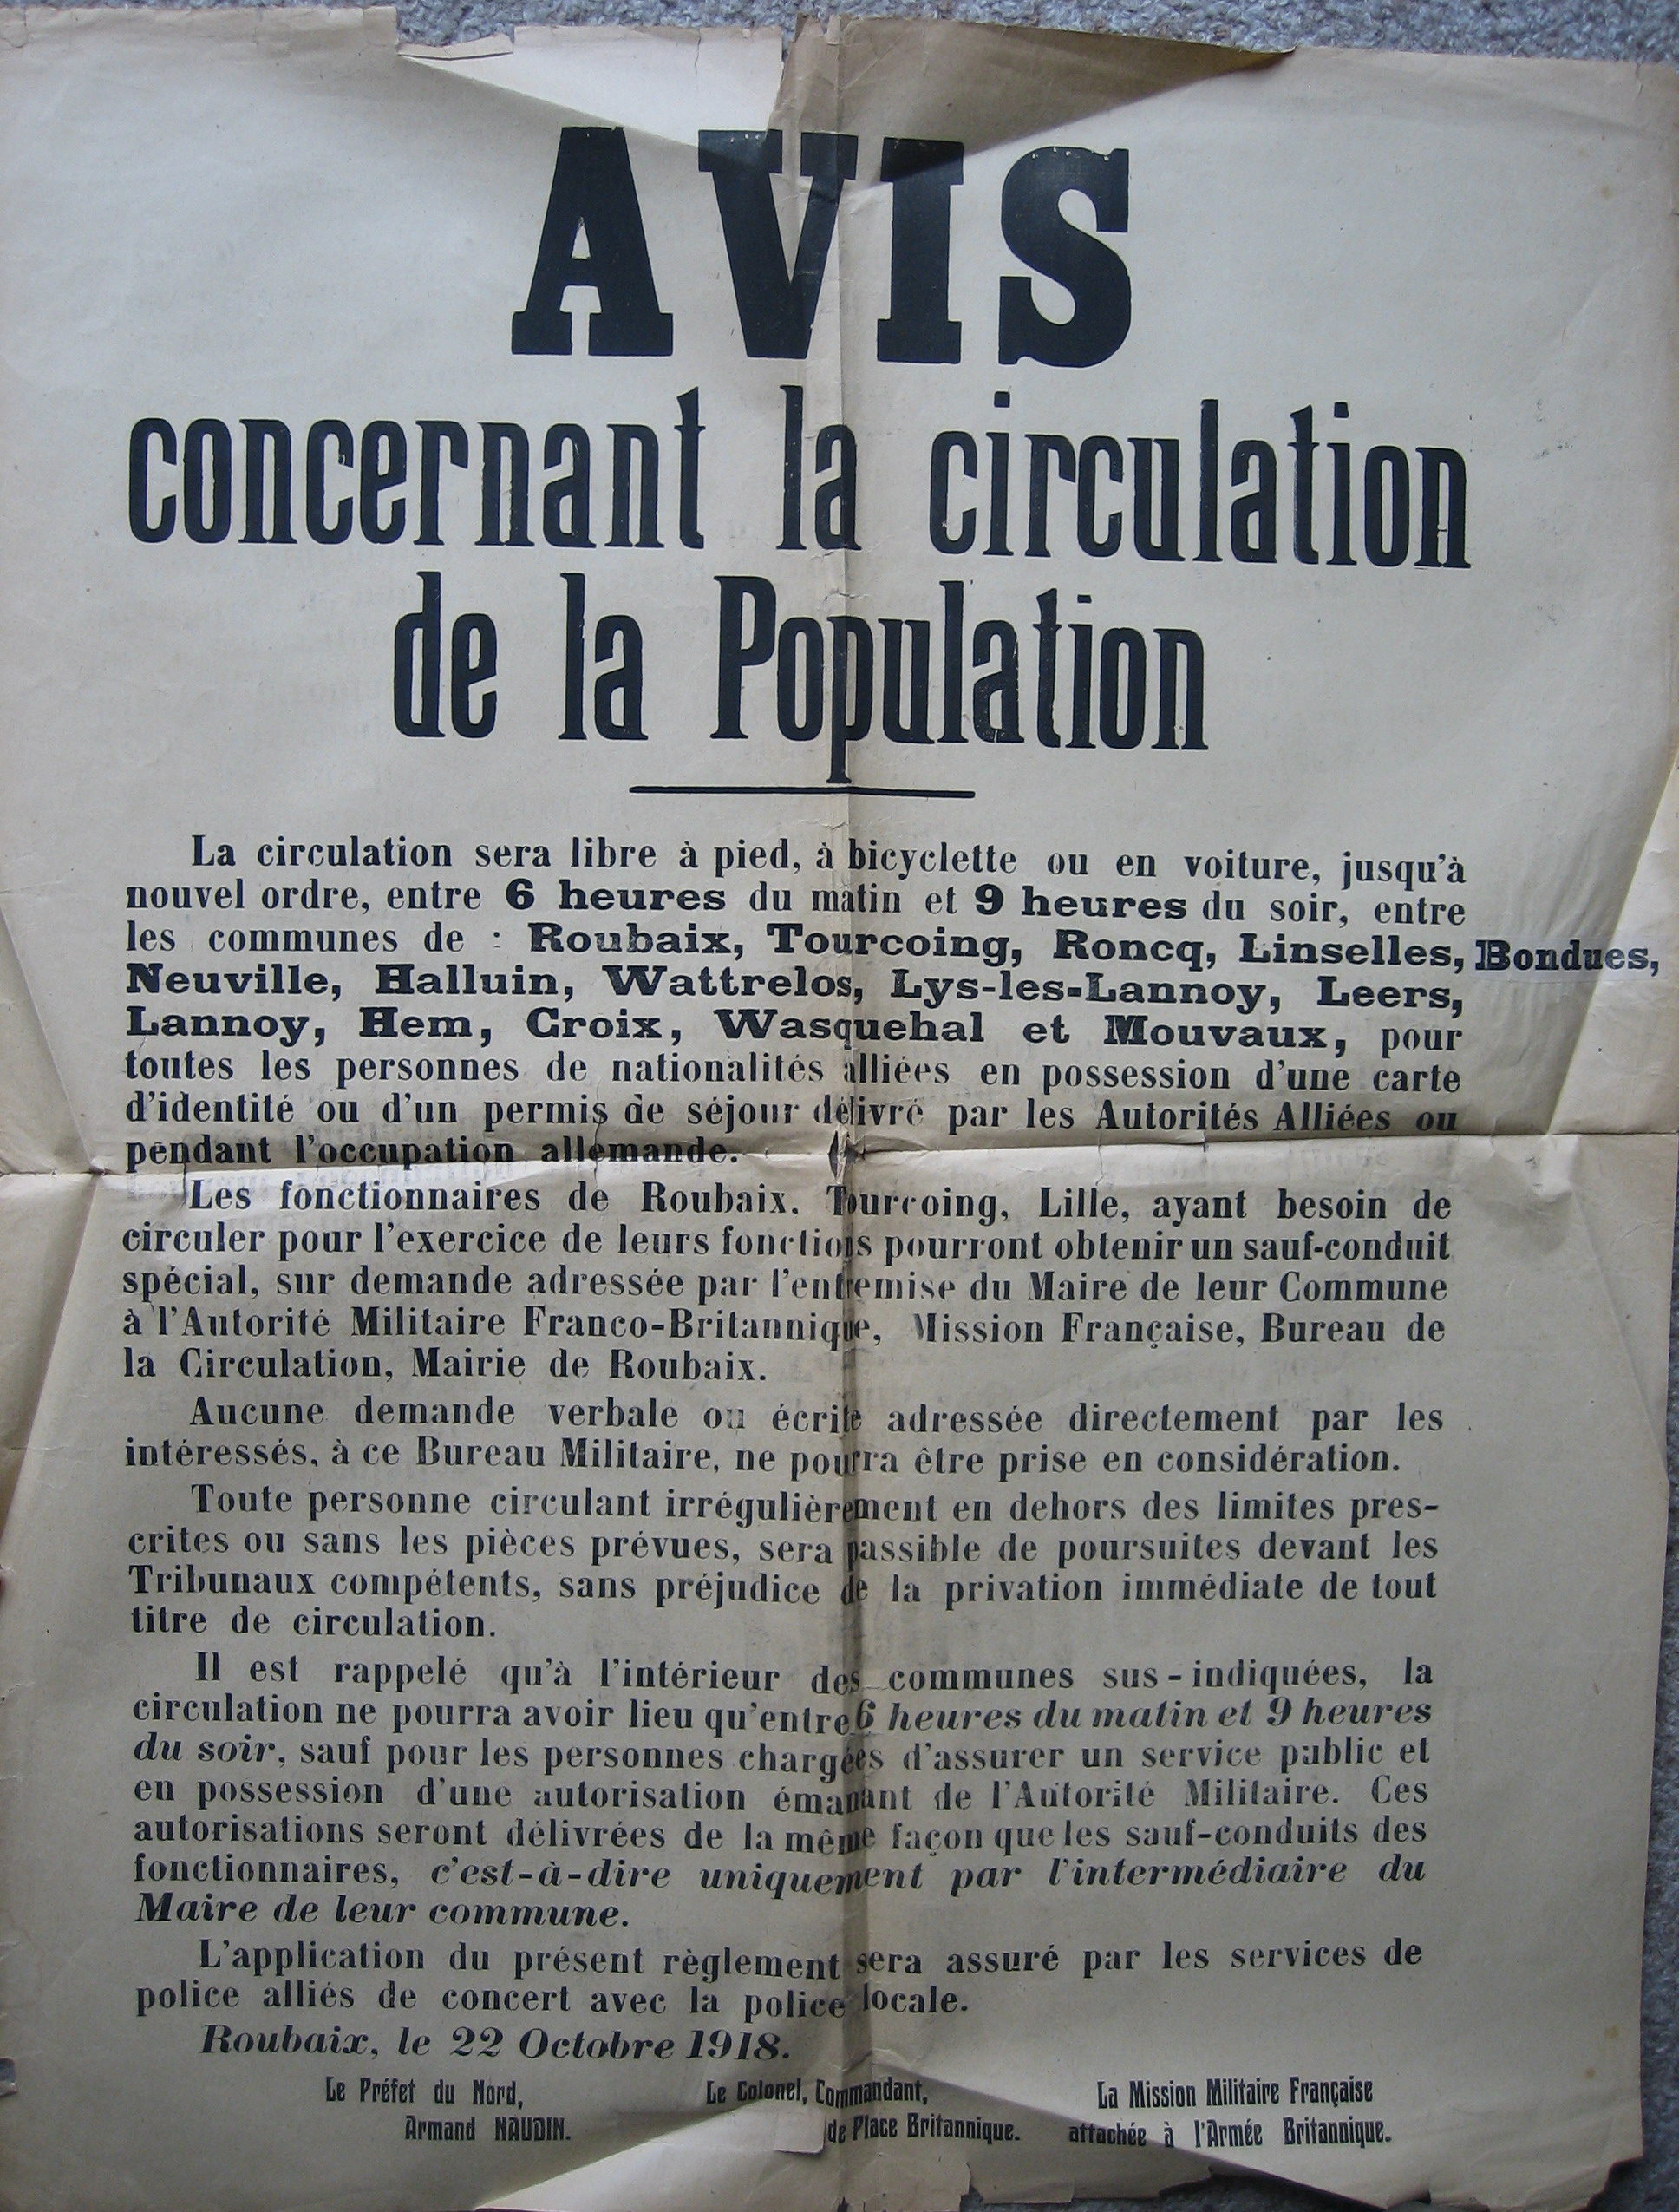 AVIS
concernant la circulation
de la Population
La circulation sera libre à pied, à bicyclette ou en voiture, jusqu'à
nouvel ordre, entre 6 heures du matin et 9 heures du soir, entre
les communes de : Roubaix, Tourcoing, Roncq, Linselles, Bondues,
Neuville, Halluin, Wattrelos, Lys-les-Lannoy, Leers,
Lannoy, Hem, Croix, Wasquehal et Mouvaux, pour
toutes les personnes de nationalités alliées en possession d'une carte
d'identité ou d'un permis de séjour délivré par les Autorités Alliées ou
pendant l'occupation allemande.
Les fonctionnaires de Roubaix, Tourcoing, Lille, ayant besoin de
circuler pour l'exercice de leurs fonctions pourront obtenir un sauf-conduit
spécial, sur demande adressée par l'entremise du Maire de leur Commune
à l'Autorité Militaire Franco-Britannique, Mission Française, Bureau de
la Circulation, Mairie de Roubaix.
Aucune demande verbale ou écrite adressée directement par les
intéressés, à ce Bureau Militaire, ne pourra être prise en considération.
Toute personne circulant irrégulièrement en dehors des limites pres-
crites ou sans les pièces prévues, sera passible de poursuites devant les
Tribunaux compétents, sans préjudice de la privation immédiate de tout
titre de circulation.
Il est rappelé qu'à l'intérieur des communes sus-indiquées, la
circulation ne pourra avoir lieu qu'entre 6 heures du matin et 9 heures
du soir, sauf pour les personnes chargées d'assurer un service public et
en possession d'une autorisation émanant de l'Autorité Militaire. Ces
autorisations seront délivrées de la même façon que les sauf-conduits des
fonctionnaires, c'est-à-dire uniquement par l'intermédiaire du
Maire de leur commune.
L'application du présent règlement sera assuré par les services de
police alliés de concert avec la police locale.
Roubaix, le 22 Octobre 1918.
Le Préfet du Nord,
Armand NAUDIN.
Le Colonel, Commandant,
de Place Britannique.
La Mission Militaire Française
attachée à l'Armée Britannique.